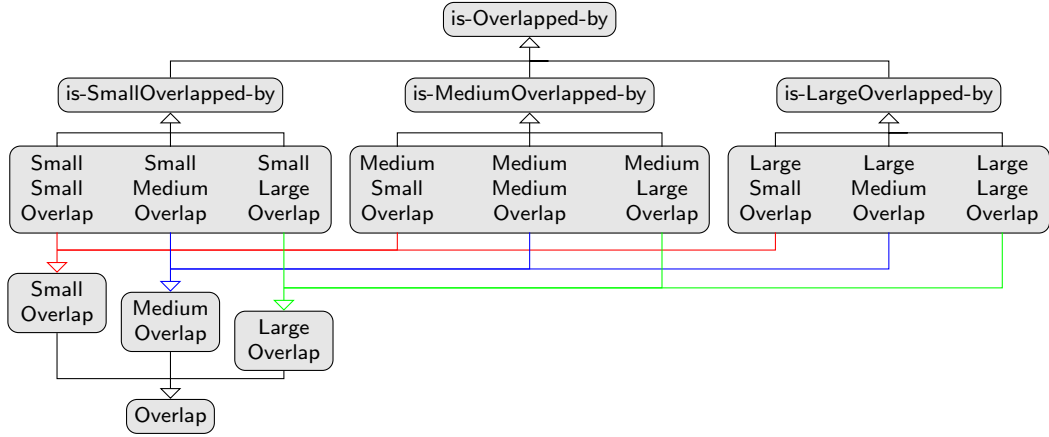 is-Overlapped-by
is-SmallOverlapped-by
is-MediumOverlapped-by
is-LargeOverlapped-by
Small
Small
Overlap
Small
Medium
Overlap
Small
Large
Overlap
Medium
Small
Overlap
Medium
Medium
Overlap
Medium
Large
Overlap
Large
Small
Overlap
Large
Medium
Overlap
Large
Large
Overlap
Small
Overlap
Medium
Overlap
Large
Overlap
Overlap